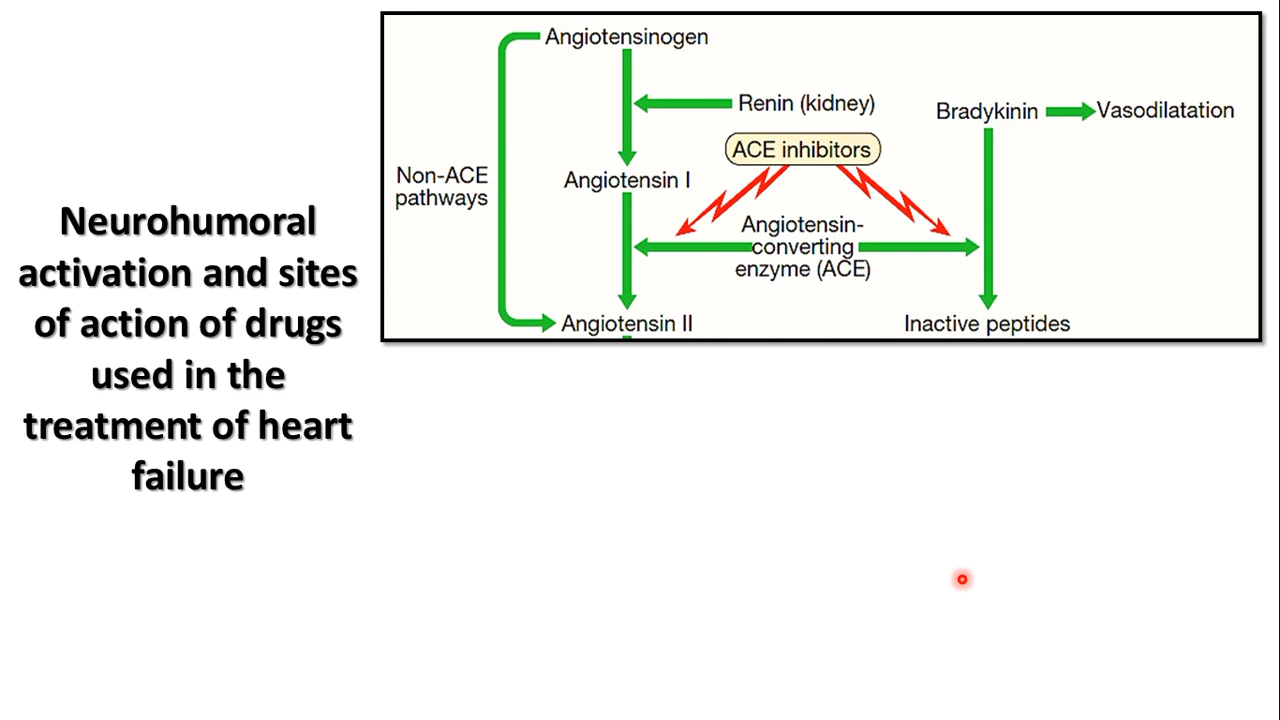 Neurohumoral
activation and sites
of action of drugs
used in the
treatment of heart
failure
Angiotensinogen
Renin (kidney)
Bradykinin
Vasodilatation
ACE inhibitors
Non-ACE
pathways
Angiotensin I
Angiotensin-
converting
enzyme (ACE)
Angiotensin II
Inactive peptides